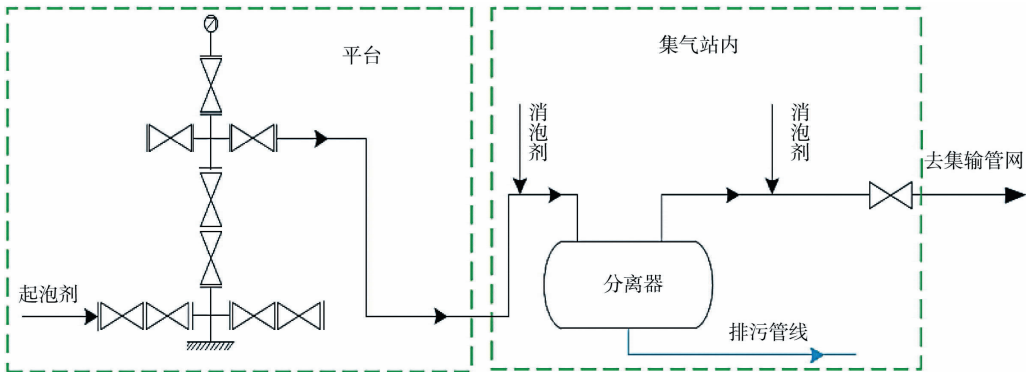 平台
集气站内
消泡剂
消泡剂
去集输管网
起泡剂
分离器
排污管线